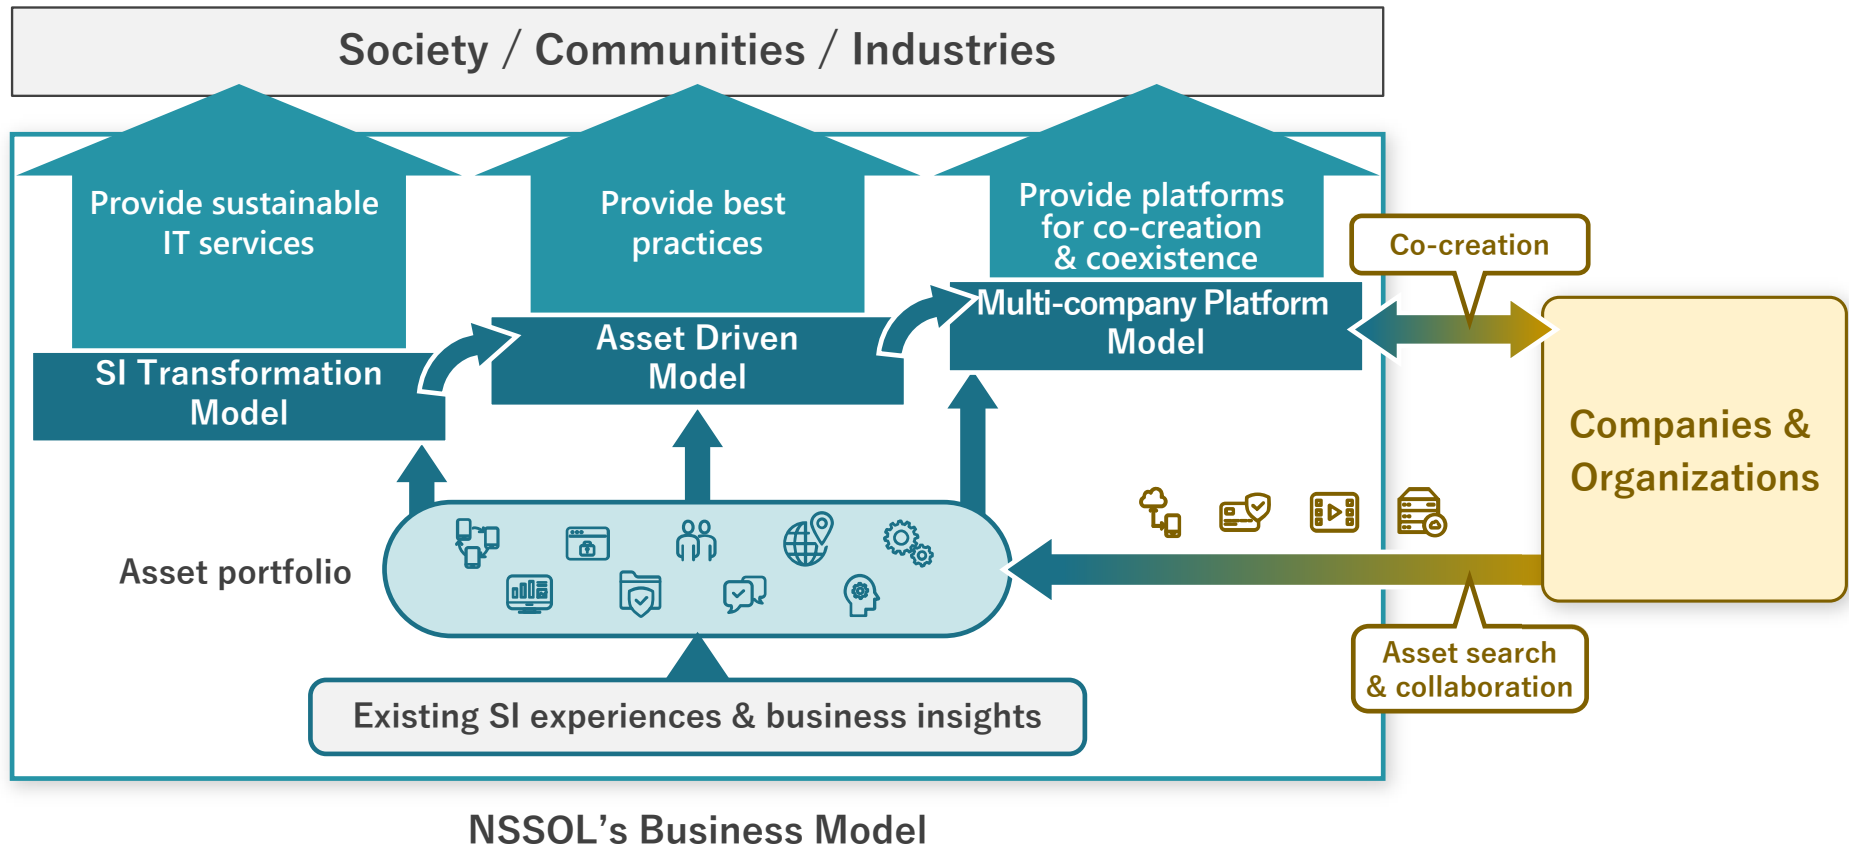 Society / Communities / Industries
Provide sustainable
IT services
Provide best
practices
Provide platforms
for co-creation
& coexistence
SI Transformation
Model
Asset Driven
Model
Multi-company Platform
Model
Co-creation
Companies &
Organizations
Asset portfolio
Asset search
& collaboration
Existing SI experiences & business insights
NSSOL’s Business Model